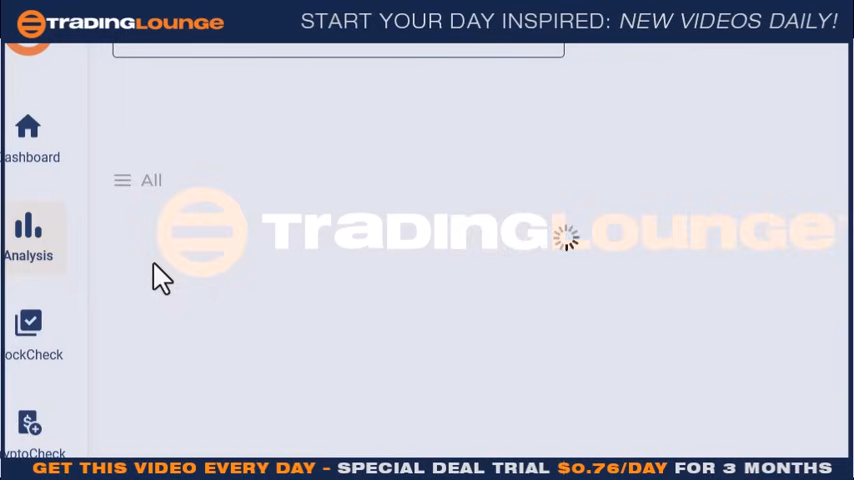 TRADINGLOUNGE START YOUR DAY INSPIRED: NEW VIDEOS DAILY!
ashboard
All
TRADINGLOUNGE
Analysis
ockCheck
yptoCheck
GET THIS VIDEO EVERY DAY - SPECIAL DEAL TRIAL $0.76/DAY FOR 3 MONTHS